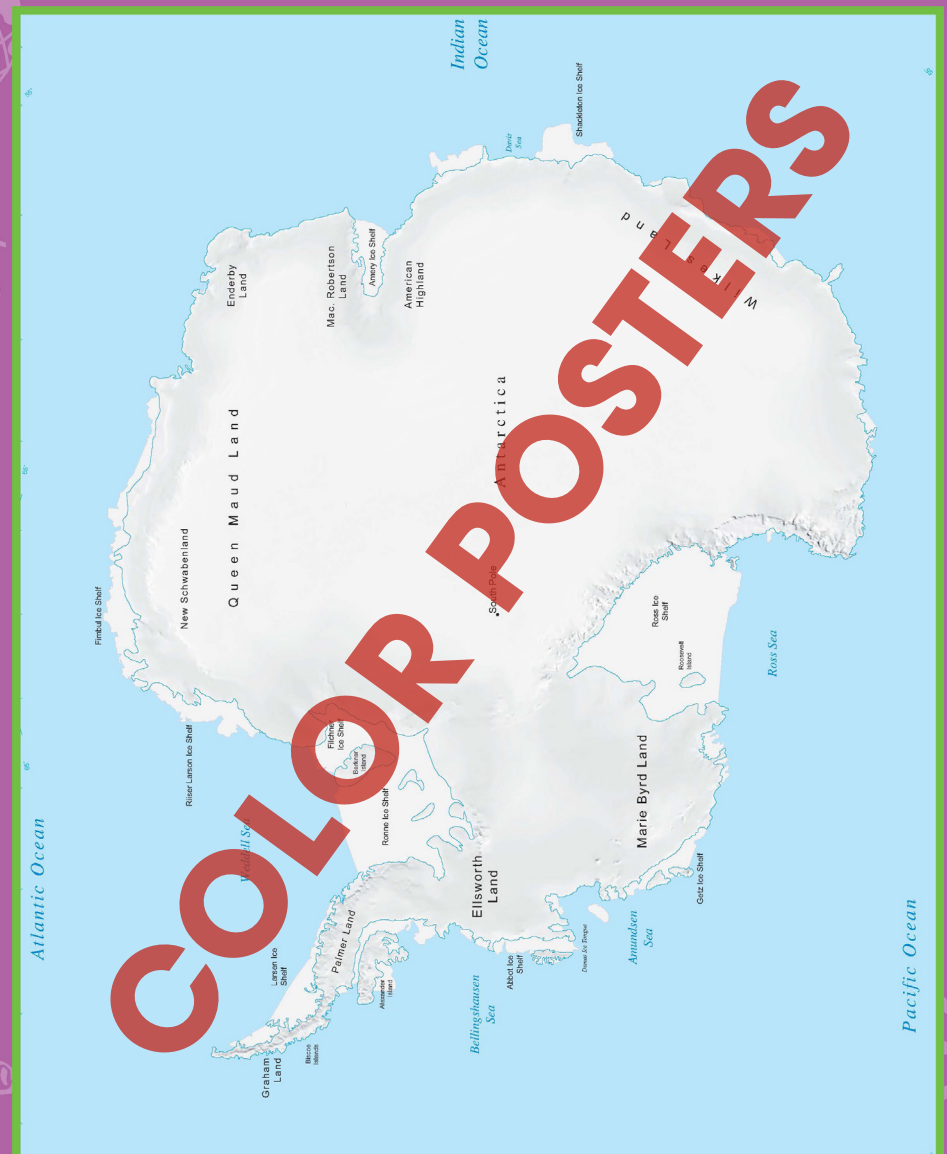 COLOR POSTERS
Atlantic Ocean
Fimbul Ice Shelf
New Schwabenland
Riiser Larson Ice Shelf
Queen Maud Land
Enderby
Land
Weddell Sea
Graham
Land
Larsen Ice
Shelf
Biscoe
Islands
Mac. Robertson
Land
Filchner
Ice Shelf
Berkner
Island
Palmer Land
Amery Ice Shelf
Ronne Ice Shelf
Alexander
Island
American
Highland
Indian
Ocean
Ellsworth
Land
Bellingshausen
Sea
South Pole
Antarctica
Davis
Sea
Abbot Ice
Shelf
Shackleton Ice Shelf
Ice Tongue
Amundsen
Sea
Marie Byrd Land
Ross Ice
Shelf
Roosevelt
Island
Wilkes Land
Getz Ice Shelf
Ross Sea
Pacific Ocean